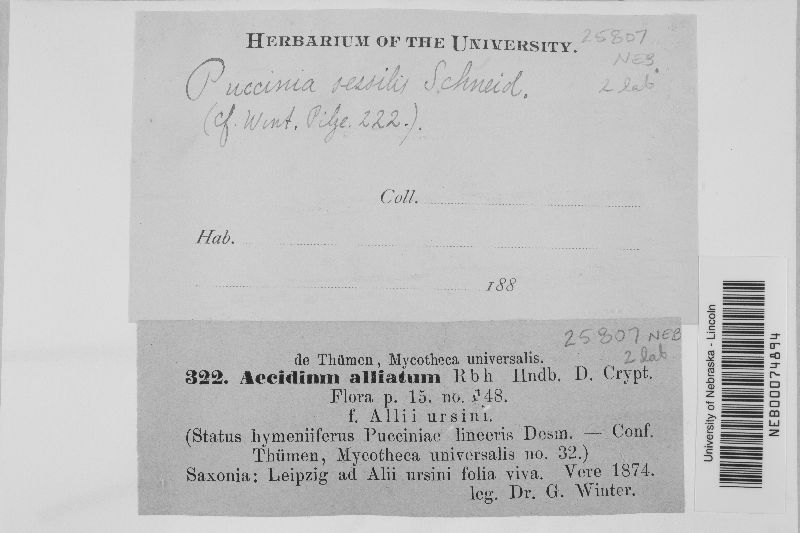 HERBARIUM OF THE UNIVERSITY.
25807
NEB.
2 lab
Puccinia sessilis Schneid.
(cf. Wint. Pilze. 222.).
Coll.
Hab.
188
25807 NEB
2 lab
de Thümen, Mycotheca universalis.
322. Aecidium alliatum Rbh Hndb. D. Crypt.
Flora p. 15. no. 148.
f. Allii ursini.
(Status hymeniiferus Pucciniae linearis Desm. — Conf.
Thümen, Mycotheca universalis no. 32.)
Saxonia: Leipzig ad Alii ursini folia viva. Vere 1874.
leg. Dr. G. Winter.
University of Nebraska - Lincoln
NEB00074894